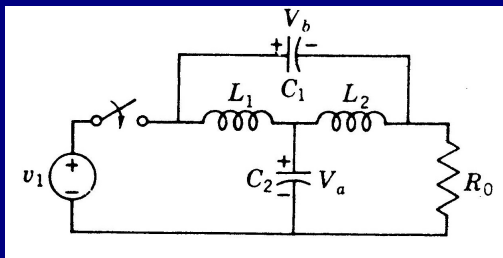 V_b
+ -
C_1
L_1 L_2
+
v_1
-
+
C_2 V_a
-
R_0